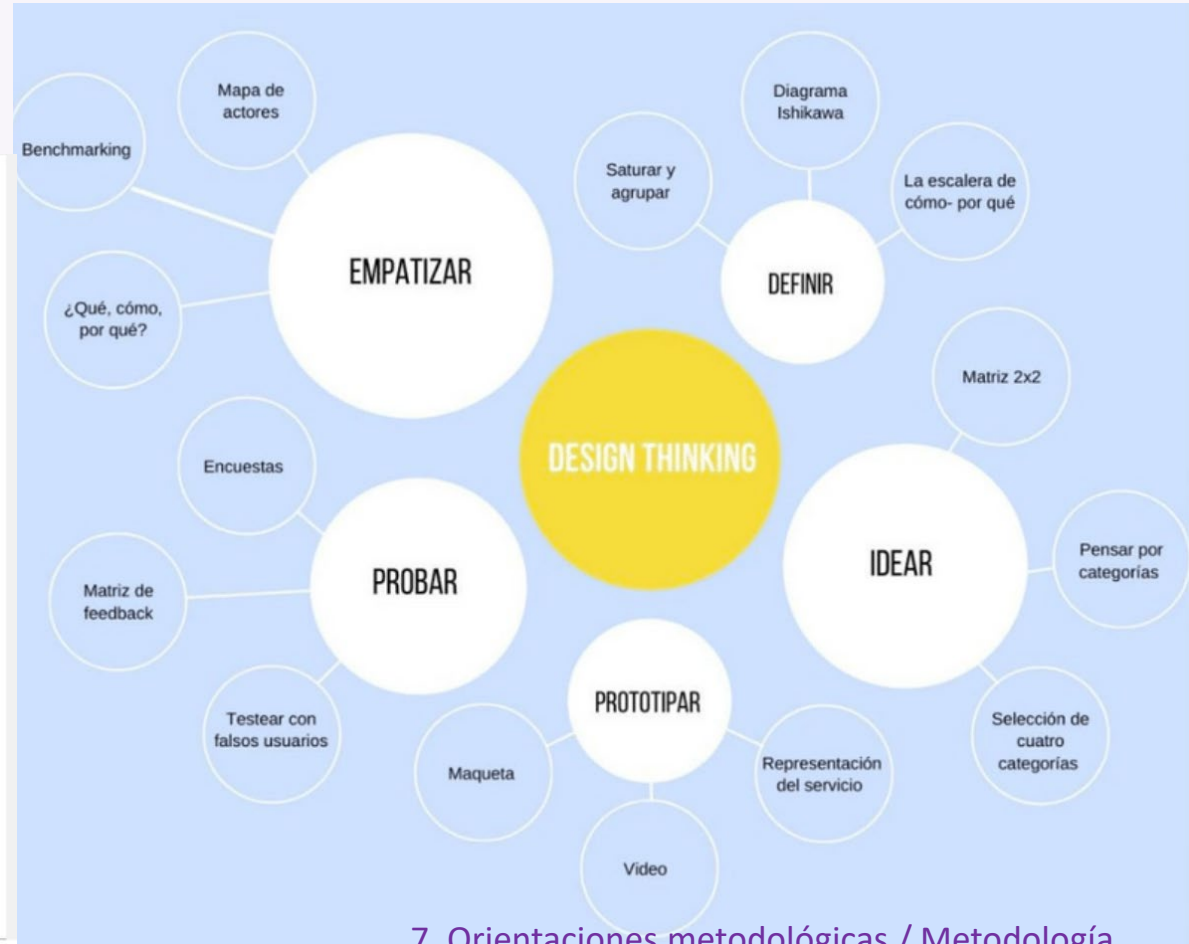 Mapa de
actores
Benchmarking
¿Qué, cómo,
por qué?
EMPATIZAR
Diagrama
Ishikawa
Saturar y
agrupar
La escalera de
cómo- por qué
DEFINIR
DESIGN THINKING
Matriz 2x2
IDEAR
Pensar por
categorías
Selección de
cuatro
categorías
Encuestas
PROBAR
Matriz de
feedback
Testear con
falsos usuarios
PROTOTIPAR
Maqueta
Video
Representación
del servicio
7. Orientaciones metodológicas / Metodología